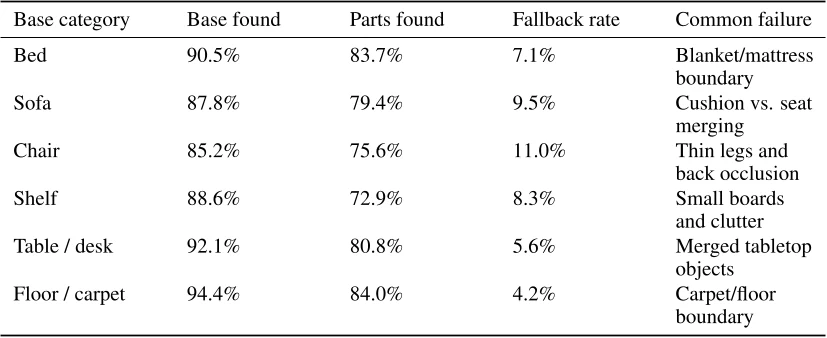 Base category Base found Parts found Fallback rate Common failure
Bed 90.5% 83.7% 7.1% Blanket/mattress
boundary
Sofa 87.8% 79.4% 9.5% Cushion vs. seat
merging
Chair 85.2% 75.6% 11.0% Thin legs and
back occlusion
Shelf 88.6% 72.9% 8.3% Small boards
and clutter
Table / desk 92.1% 80.8% 5.6% Merged tabletop
objects
Floor / carpet 94.4% 84.0% 4.2% Carpet/floor
boundary